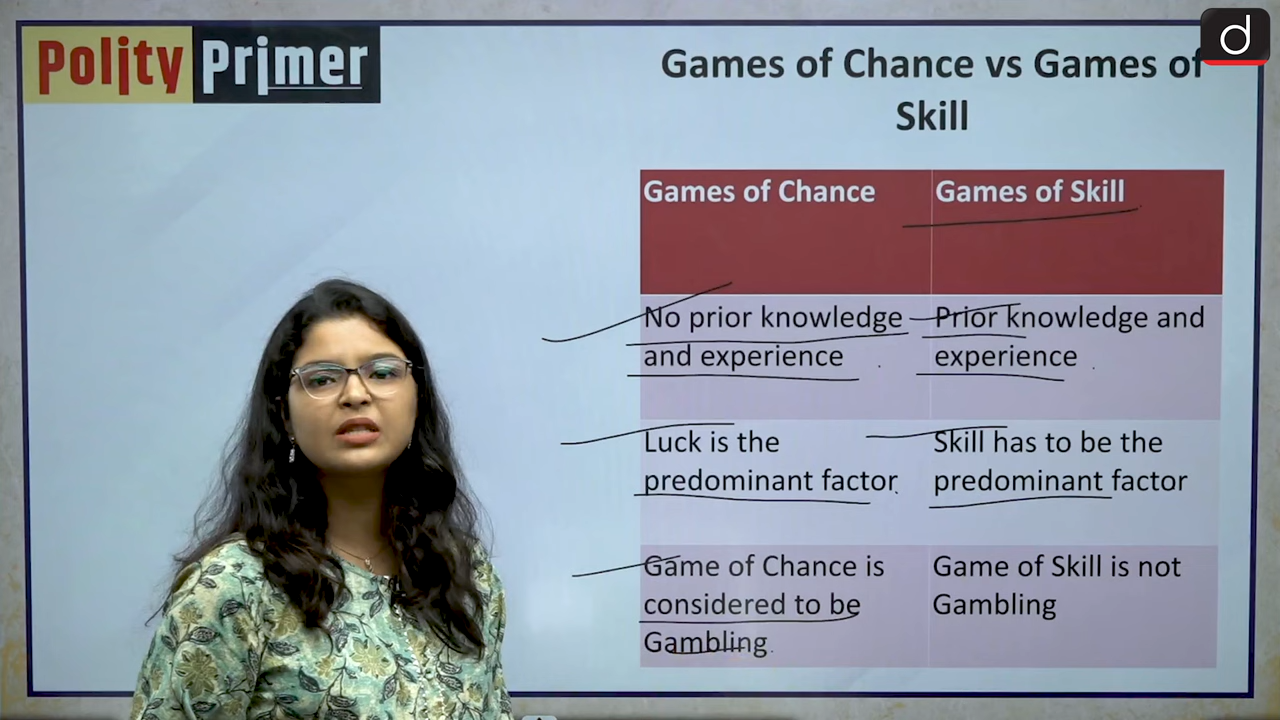 Polity Primer
d
Games of Chance vs Games of
Skill
Games of Chance
Games of Skill
No prior knowledge
and experience
Prior knowledge and
experience
Luck is the
predominant factor
Skill has to be the
predominant factor
Game of Chance is
considered to be
Gambling
Game of Skill is not
Gambling